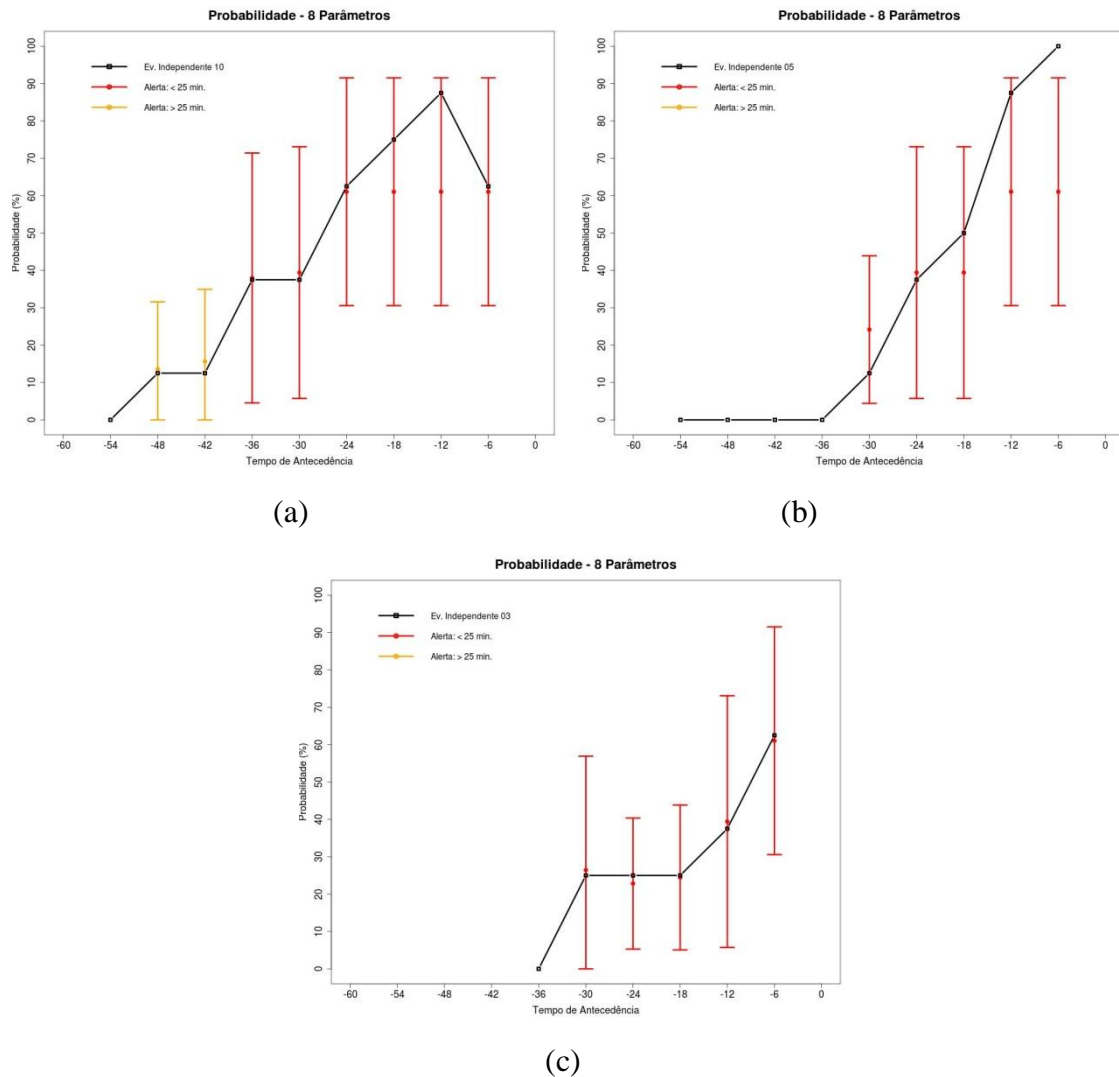 Probabilidade - 8 Parâmetros
Ev. Independente 10
Alerta: < 25 min.
Alerta: > 25 min.
Probabilidade (%)
0 10 20 30 40 50 60 70 80 90 100
-60 -54 -48 -42 -36 -30 -24 -18 -12 -6 0
Tempo de Antecedência
(a)
Probabilidade - 8 Parâmetros
Ev. Independente 05
Alerta: < 25 min.
Alerta: > 25 min.
Probabilidade (%)
0 10 20 30 40 50 60 70 80 90 100
-60 -54 -48 -42 -36 -30 -24 -18 -12 -6 0
Tempo de Antecedência
(b)
Probabilidade - 8 Parâmetros
Ev. Independente 03
Alerta: < 25 min.
Alerta: > 25 min.
Probabilidade (%)
0 10 20 30 40 50 60 70 80 90 100
-60 -54 -48 -42 -36 -30 -24 -18 -12 -6 0
Tempo de Antecedência
(c)